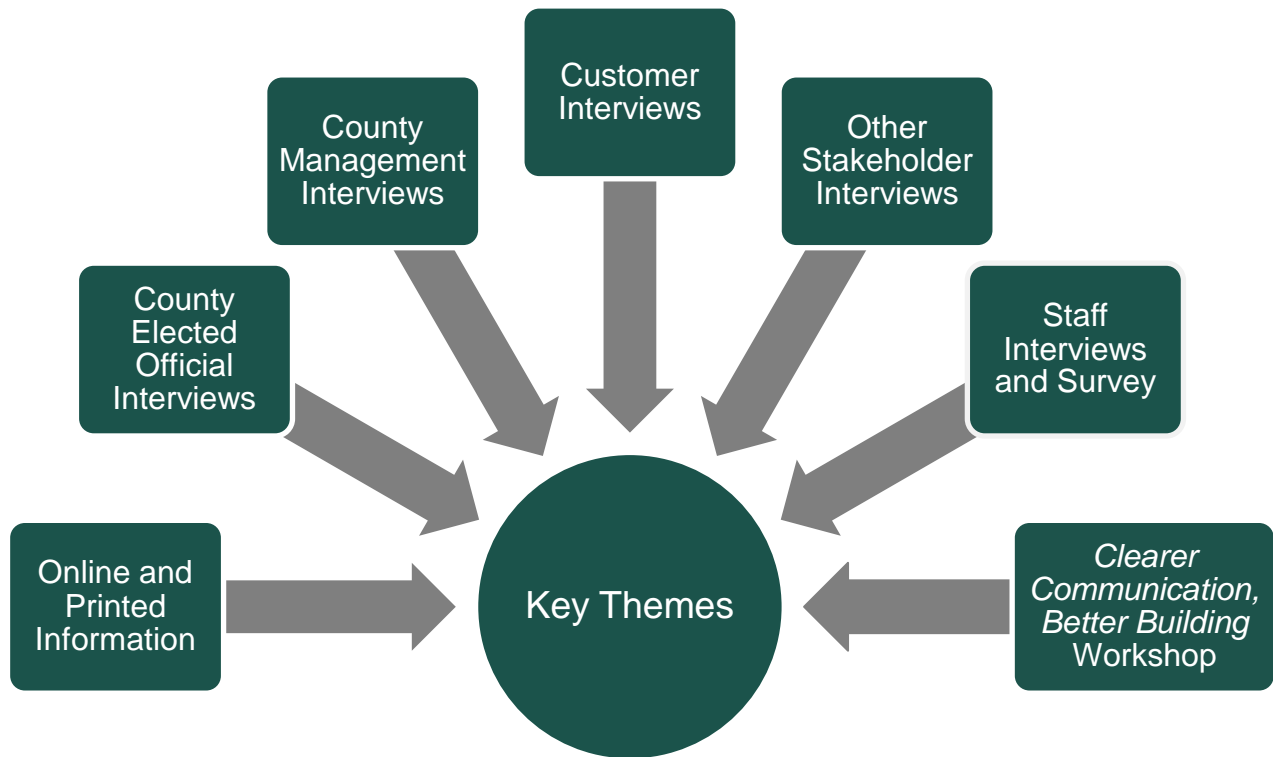 Customer
Interviews
County
Management
Interviews
Other
Stakeholder
Interviews
County
Elected
Official
Interviews
Staff
Interviews
and Survey
Online and
Printed
Information
Key Themes
Clearer
Communication,
Better Building
Workshop